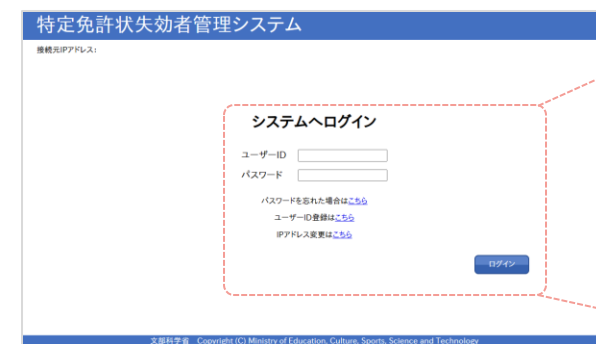 特定免許状失効者管理システム
接続元IPアドレス:
システムへログイン
ユーザーID
パスワード
パスワードを忘れた場合はこちら
ユーザーID登録はこちら
IPアドレス変更はこちら
ログイン
文部科学省 Copyright (C) Ministry of Education, Culture, Sports, Science and Technology